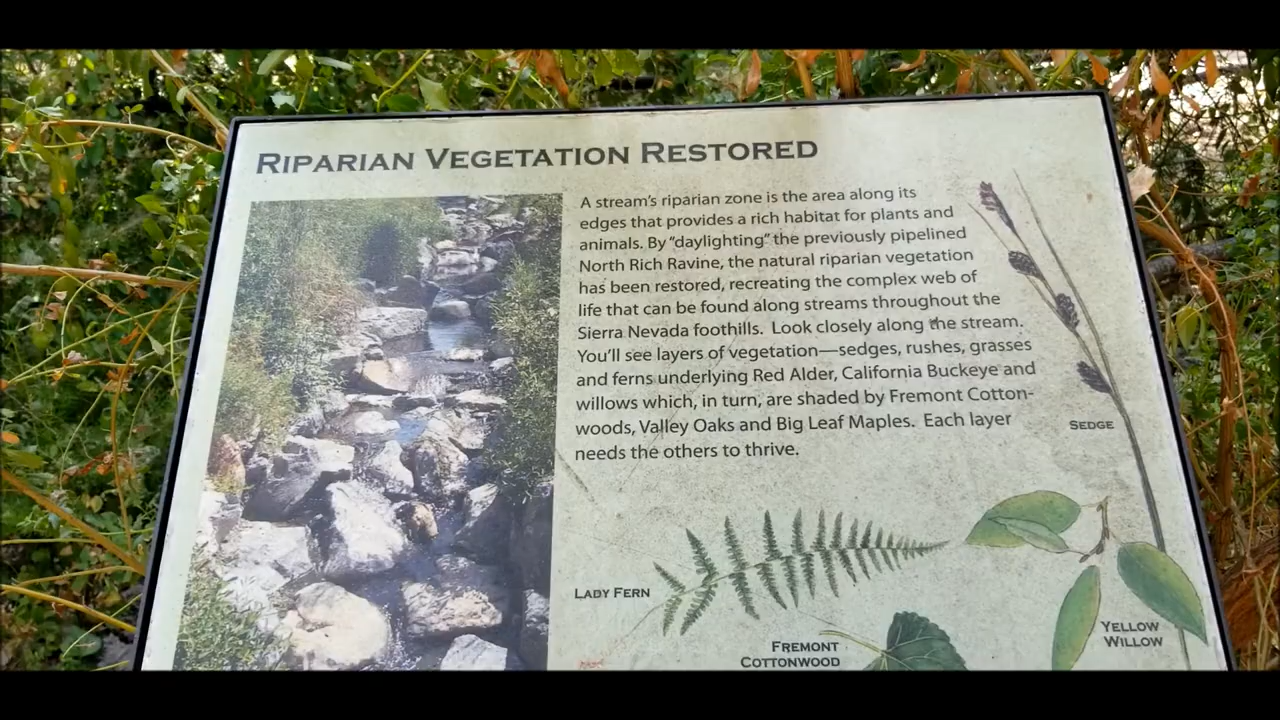 RIPARIAN VEGETATION RESTORED
A stream's riparian zone is the area along its
edges that provides a rich habitat for plants and
animals. By "daylighting" the previously pipelined
North Rich Ravine, the natural riparian vegetation
has been restored, recreating the complex web of
life that can be found along streams throughout the
Sierra Nevada foothills. Look closely along the stream.
You'll see layers of vegetation—sedges, rushes, grasses
and ferns underlying Red Alder, California Buckeye and
willows which, in turn, are shaded by Fremont Cotton-
woods, Valley Oaks and Big Leaf Maples. Each layer
needs the others to thrive.
SEDGE
LADY FERN
YELLOW
WILLOW
FREMONT
COTTONWOOD